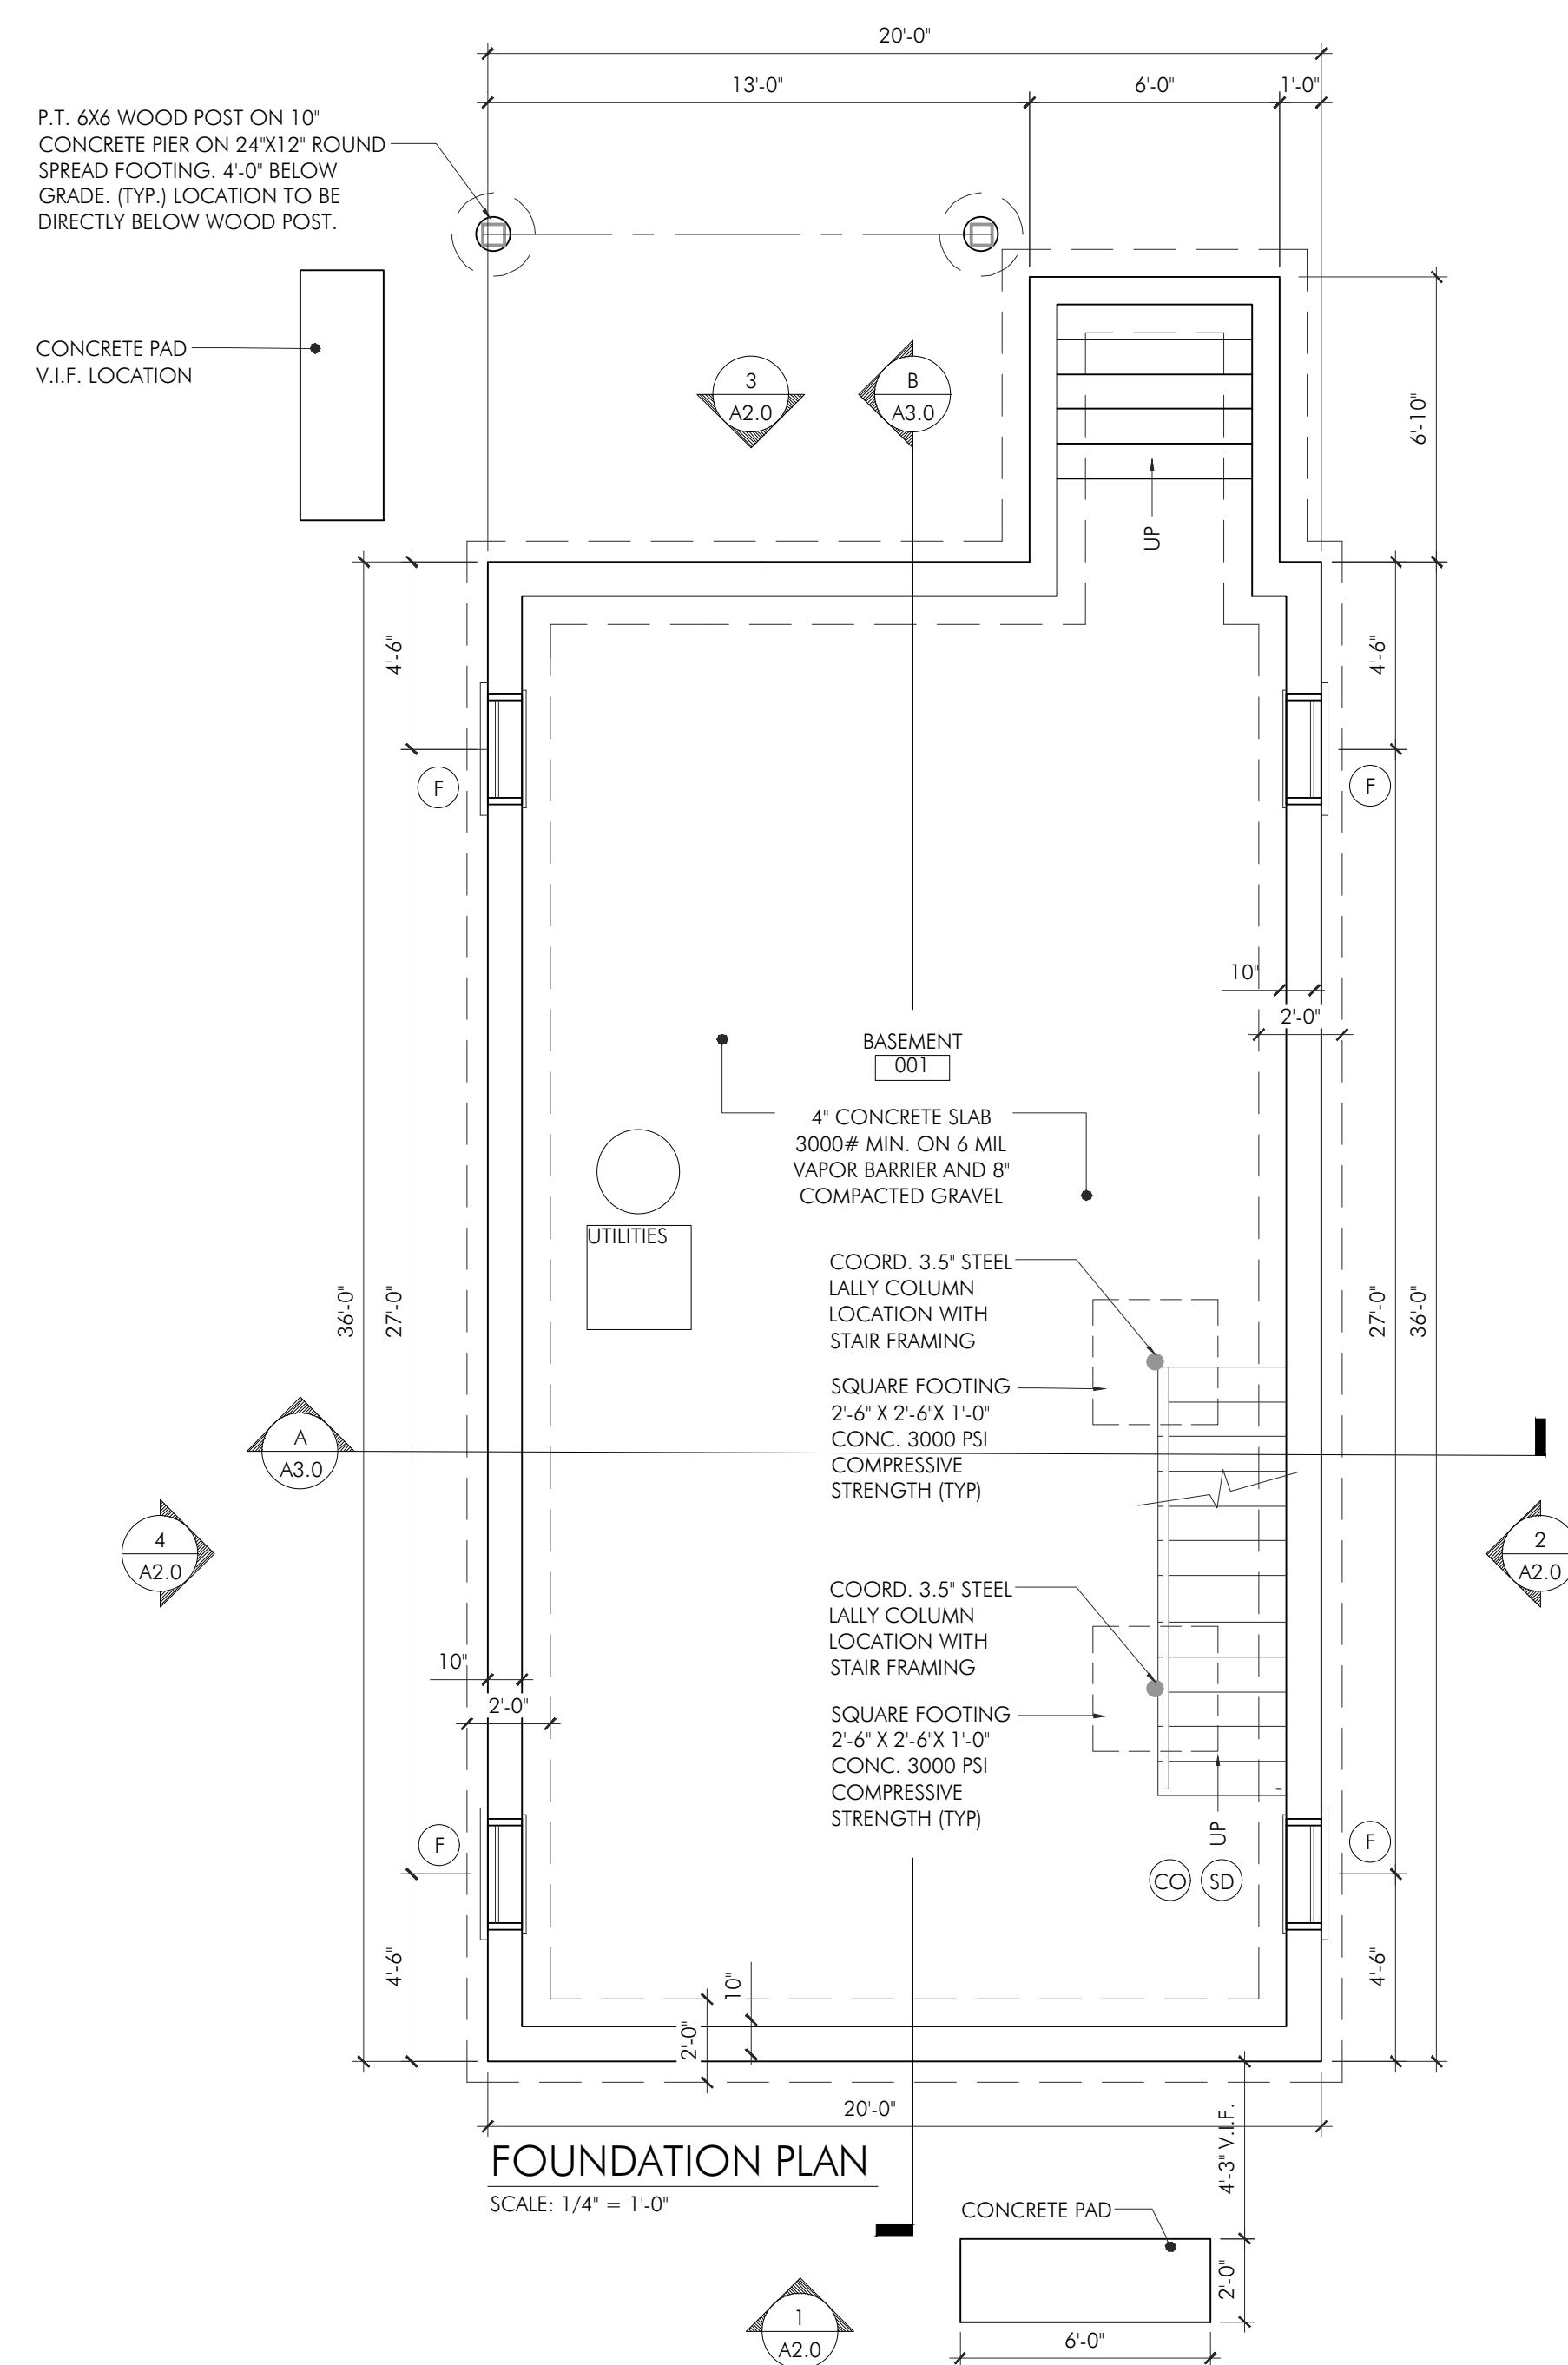 20'-0"
13'-0"
6'-0"
1'-0"
P.T. 6X6 WOOD POST ON 10"
CONCRETE PIER ON 24"X12" ROUND
SPREAD FOOTING. 4'-0" BELOW
GRADE. (TYP.) LOCATION TO BE
DIRECTLY BELOW WOOD POST.
CONCRETE PAD
V.I.F. LOCATION
3
A2.0
B
A3.0
6'-10"
UP
4'-6"
4'-6"
F
F
10"
2'-0"
BASEMENT
001
4" CONCRETE SLAB
3000# MIN. ON 6 MIL
VAPOR BARRIER AND 8"
COMPACTED GRAVEL
UTILITIES
COORD. 3.5" STEEL
LALLY COLUMN
LOCATION WITH
STAIR FRAMING
36'-0"
27'-0"
27'-0"
36'-0"
SQUARE FOOTING
2'-6" X 2'-6"X 1'-0"
CONC. 3000 PSI
COMPRESSIVE
STRENGTH (TYP)
A
A3.0
4
A2.0
2
A2.0
COORD. 3.5" STEEL
LALLY COLUMN
LOCATION WITH
STAIR FRAMING
10"
2'-0"
SQUARE FOOTING
2'-6" X 2'-6"X 1'-0"
CONC. 3000 PSI
COMPRESSIVE
STRENGTH (TYP)
UP
F
F
CO
SD
4'-6"
4'-6"
10"
2'-0"
20'-0"
4'-3" V.I.F.
FOUNDATION PLAN
SCALE: 1/4" = 1'-0"
CONCRETE PAD
2'-0"
6'-0"
1
A2.0